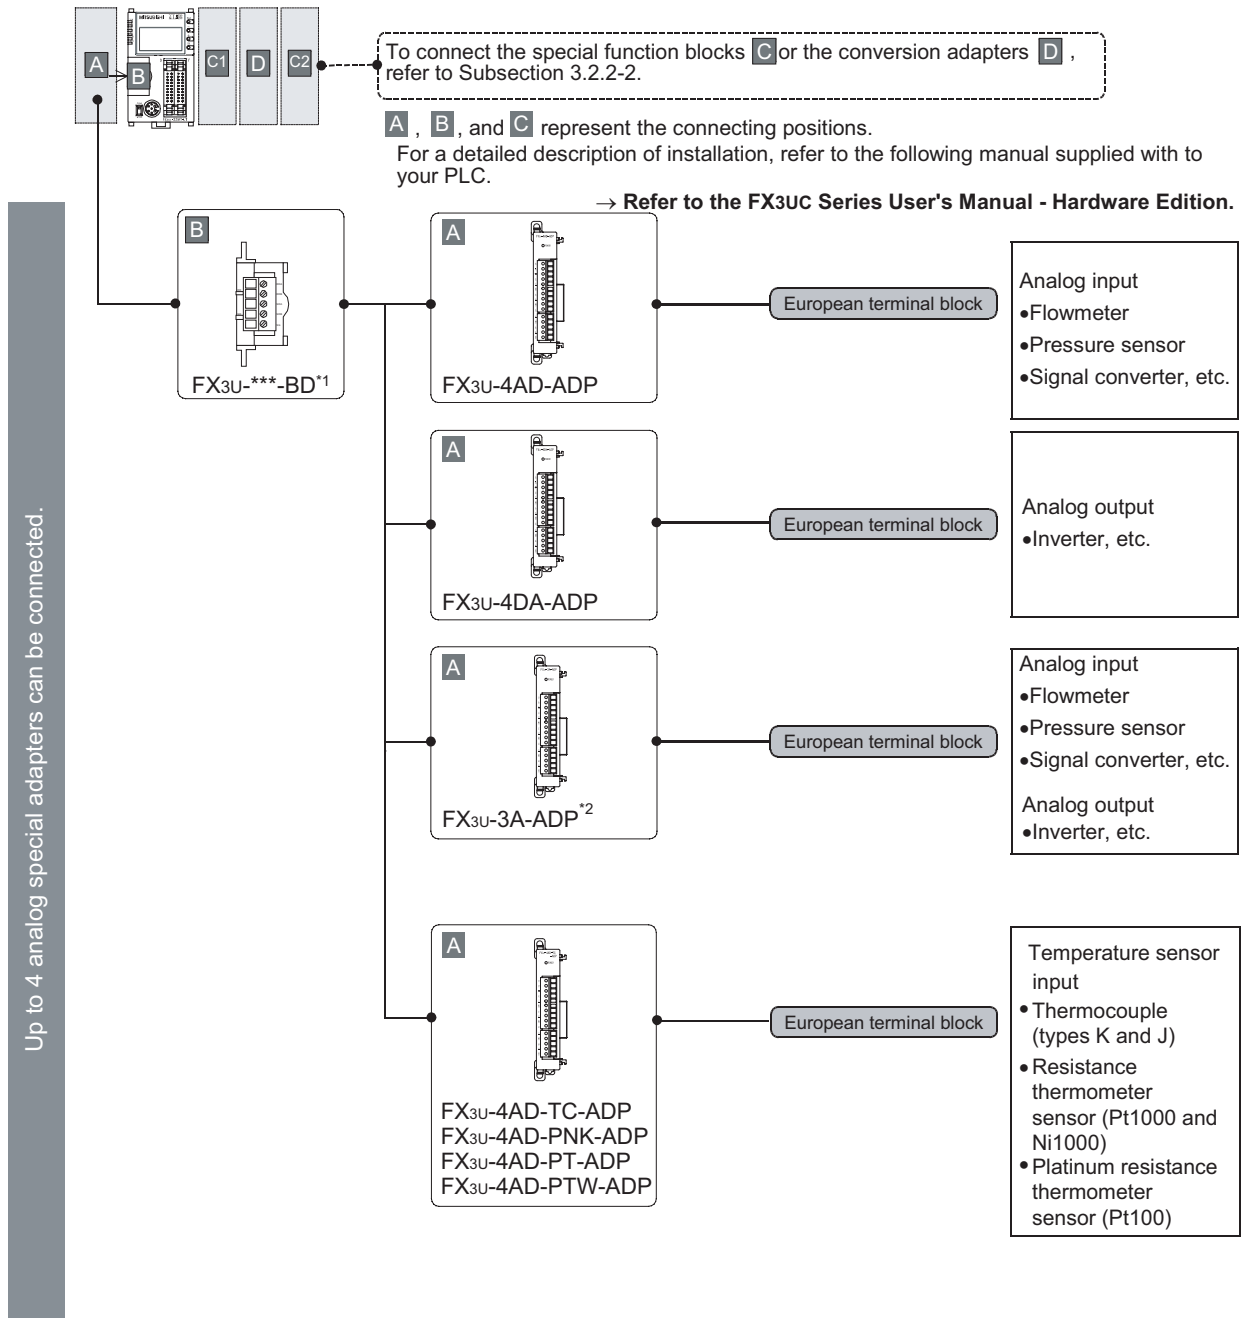 A
B
C1
D
C2
To connect the special function blocks C or the conversion adapters D ,
refer to Subsection 3.2.2-2.
A , B , and C represent the connecting positions.
For a detailed description of installation, refer to the following manual supplied with to
your PLC.
→ Refer to the FX3UC Series User's Manual - Hardware Edition.
Up to 4 analog special adapters can be connected.
B
FX3U-***-BD*1
A
FX3U-4AD-ADP
European terminal block
Analog input
•Flowmeter
•Pressure sensor
•Signal converter, etc.
A
FX3U-4DA-ADP
European terminal block
Analog output
•Inverter, etc.
A
FX3U-3A-ADP*2
European terminal block
Analog input
•Flowmeter
•Pressure sensor
•Signal converter, etc.
Analog output
•Inverter, etc.
A
FX3U-4AD-TC-ADP
FX3U-4AD-PNK-ADP
FX3U-4AD-PT-ADP
FX3U-4AD-PTW-ADP
European terminal block
Temperature sensor
input
•Thermocouple
(types K and J)
•Resistance
thermometer
sensor (Pt1000 and
Ni1000)
•Platinum resistance
thermometer
sensor (Pt100)